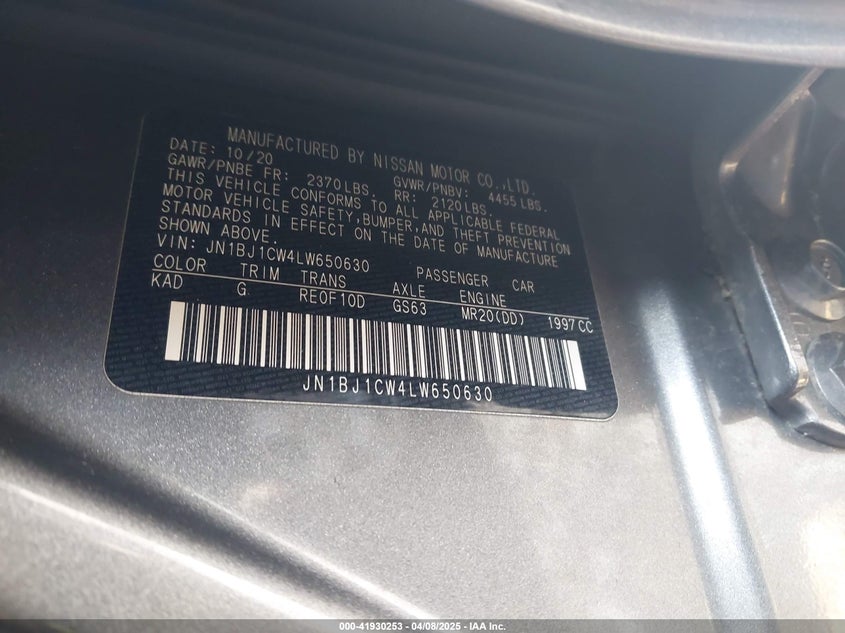 MANUFACTURED BY NISSAN MOTOR CO.,LTD.
DATE: 10/20
GAWR/PNBE FR: 2370LBS. GVWR/PNBV: 4455LBS.
RR: 2120LBS.
THIS VEHICLE CONFORMS TO ALL APPLICABLE FEDERAL
MOTOR VEHICLE SAFETY,BUMPER,AND THEFT PREVENTION
STANDARDS IN EFFECT ON THE DATE OF MANUFACTURE
SHOWN ABOVE.
VIN: JN1BJ1CW4LW650630 PASSENGER CAR
COLOR TRIM TRANS AXLE ENGINE
KAD G REOF10D GS63 MR20(DD) 1997CC
JN1BJ1CW4LW650630
000-41930253 - 04/08/2025 - IAA Inc.